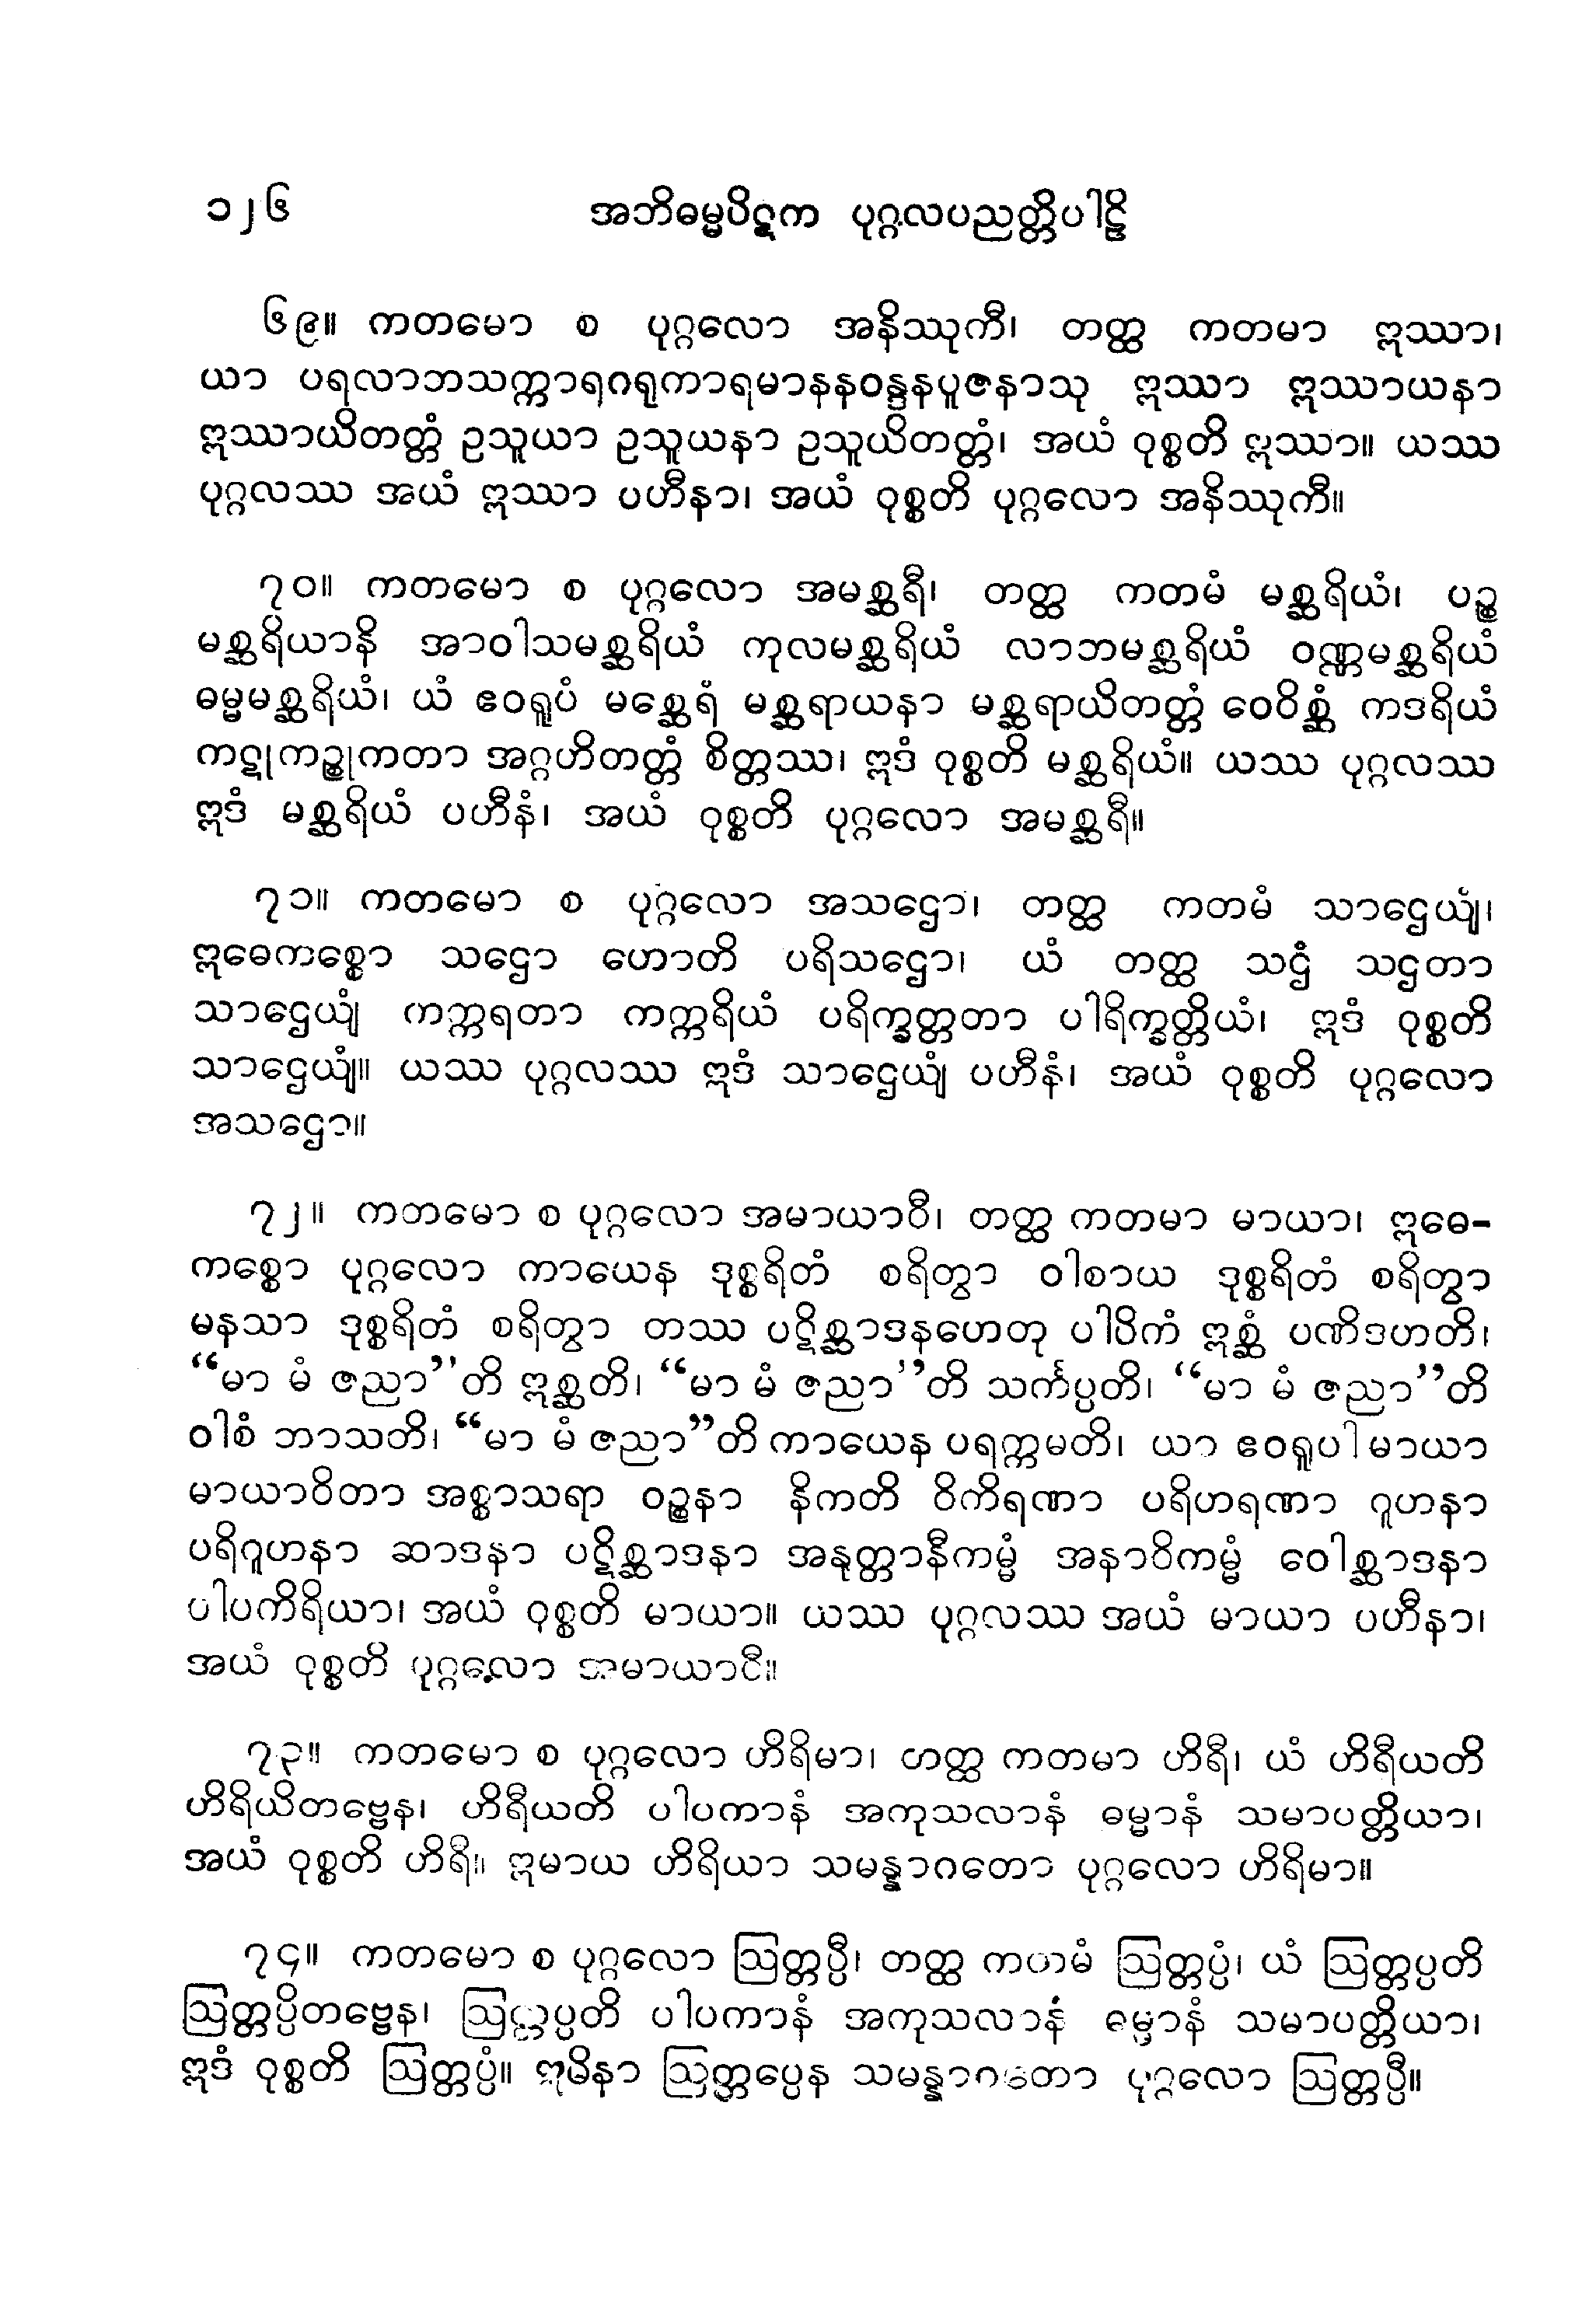 ၁၂၆ အဘိဓမ္မပိဋက ပုဂ္ဂလပညတ္တိပါဠိ
၆၉။ ကတမော စ ပုဂ္ဂလော အနိဿုကီ၊ တတ္ထ ကတမာ ဣဿာ၊
ယာ ပရလာဘသက္ကာရဂရုကာရမာနနဝန္ဒနပူဇနာသု ဣဿာ ဣဿာယနာ
ဣဿာယိတတ္တံ ဥသူယာ ဥသူယနာ ဥသူယိတတ္တံ၊ အယံ ဝုစ္စတိ ဣဿာ။ ယဿ
ပုဂ္ဂလဿ အယံ ဣဿာ ပဟီနာ၊ အယံ ဝုစ္စတိ ပုဂ္ဂလော အနိဿုကီ။
၇၀။ ကတမော စ ပုဂ္ဂလော အမစ္ဆရီ၊ တတ္ထ ကတမံ မစ္ဆရိယံ၊ ပဉ္စ
မစ္ဆရိယာနိ အာဝါသမစ္ဆရိယံ ကုလမစ္ဆရိယံ လာဘမစ္ဆရိယံ ဝဏ္ဏမစ္ဆရိယံ
ဓမ္မမစ္ဆရိယံ၊ ယံ ဧဝရူပံ မစ္ဆေရံ မစ္ဆရာယနာ မစ္ဆရာယိတတ္တံ ဝေဝိစ္ဆံ ကဒရိယံ
ကဋုကဉ္စုကတာ အဂ္ဂဟိတတ္တံ စိတ္တဿ၊ ဣဒံ ဝုစ္စတိ မစ္ဆရိယံ။ ယဿ ပုဂ္ဂလဿ
ဣဒံ မစ္ဆရိယံ ပဟီနံ၊ အယံ ဝုစ္စတိ ပုဂ္ဂလော အမစ္ဆရီ။
၇၁။ ကတမော စ ပုဂ္ဂလော အသဌော၊ တတ္ထ ကတမံ သာဌေယျံ၊
ဣဓေကစ္စော သဌော ဟောတိ ပရိသဌော၊ ယံ တတ္ထ သဌံ သဌတာ
သာဌေယျံ ကက္ကရတာ ကက္ကရိယံ ပရိက္ခတ္တတာ ပါရိက္ခတ္တိယံ၊ ဣဒံ ဝုစ္စတိ
သာဌေယျံ။ ယဿ ပုဂ္ဂလဿ ဣဒံ သာဌေယျံ ပဟီနံ၊ အယံ ဝုစ္စတိ ပုဂ္ဂလော
အသဌော။
၇၂။ ကတမော စ ပုဂ္ဂလော အမာယာဝီ၊ တတ္ထ ကတမာ မာယာ၊ ဣဓေ-
ကစ္စော ပုဂ္ဂလော ကာယေန ဒုစ္စရိတံ စရိတွာ ဝါစာယ ဒုစ္စရိတံ စရိတွာ
မနသာ ဒုစ္စရိတံ စရိတွာ တဿ ပဋိစ္ဆာဒနဟေတု ပါပိကံ ဣစ္ဆံ ပဏိဒဟတိ၊
“မာ မံ ဇညာ”တိ ဣစ္ဆတိ၊ “မာ မံ ဇညာ”တိ သင်္ကပ္ပတိ၊ “မာ မံ ဇညာ”တိ
ဝါစံ ဘာသတိ၊ “မာ မံ ဇညာ”တိ ကာယေန ပရက္ကမတိ၊ ယာ ဧဝရူပါ မာယာ
မာယာဝိတာ အစ္စာသရာ ဝဉ္စနာ နိကတိ ဝိကိရဏာ ပရိဟရဏာ ဂူဟနာ
ပရိဂူဟနာ ဆာဒနာ ပဋိစ္ဆာဒနာ အနုတ္တာနီကမ္မံ အနာဝိကမ္မံ ဝေါစ္ဆာဒနာ
ပါပကိရိယာ၊ အယံ ဝုစ္စတိ မာယာ။ ယဿ ပုဂ္ဂလဿ အယံ မာယာ ပဟီနာ၊
အယံ ဝုစ္စတိ ပုဂ္ဂလော အမာယာဝီ။
၇၃။ ကတမော စ ပုဂ္ဂလော ဟိရိမာ၊ တတ္ထ ကတမာ ဟိရီ၊ ယံ ဟိရီယတိ
ဟိရိယိတဗ္ဗေန၊ ဟိရီယတိ ပါပကာနံ အကုသလာနံ ဓမ္မာနံ သမာပတ္တိယာ၊
အယံ ဝုစ္စတိ ဟိရီ။ ဣမာယ ဟိရိယာ သမန္နာဂတော ပုဂ္ဂလော ဟိရိမာ။
၇၄။ ကတမော စ ပုဂ္ဂလော ဩတ္တပ္ပီ၊ တတ္ထ ကတမံ ဩတ္တပ္ပံ၊ ယံ ဩတ္တပ္ပတိ
ဩတ္တပ္ပိတဗ္ဗေန၊ ဩတ္တပ္ပတိ ပါပကာနံ အကုသလာနံ ဓမ္မာနံ သမာပတ္တိယာ၊
ဣဒံ ဝုစ္စတိ ဩတ္တပ္ပံ။ ဣမိနာ ဩတ္တပ္ပေန သမန္နာဂတော ပုဂ္ဂလော ဩတ္တပ္ပီ။